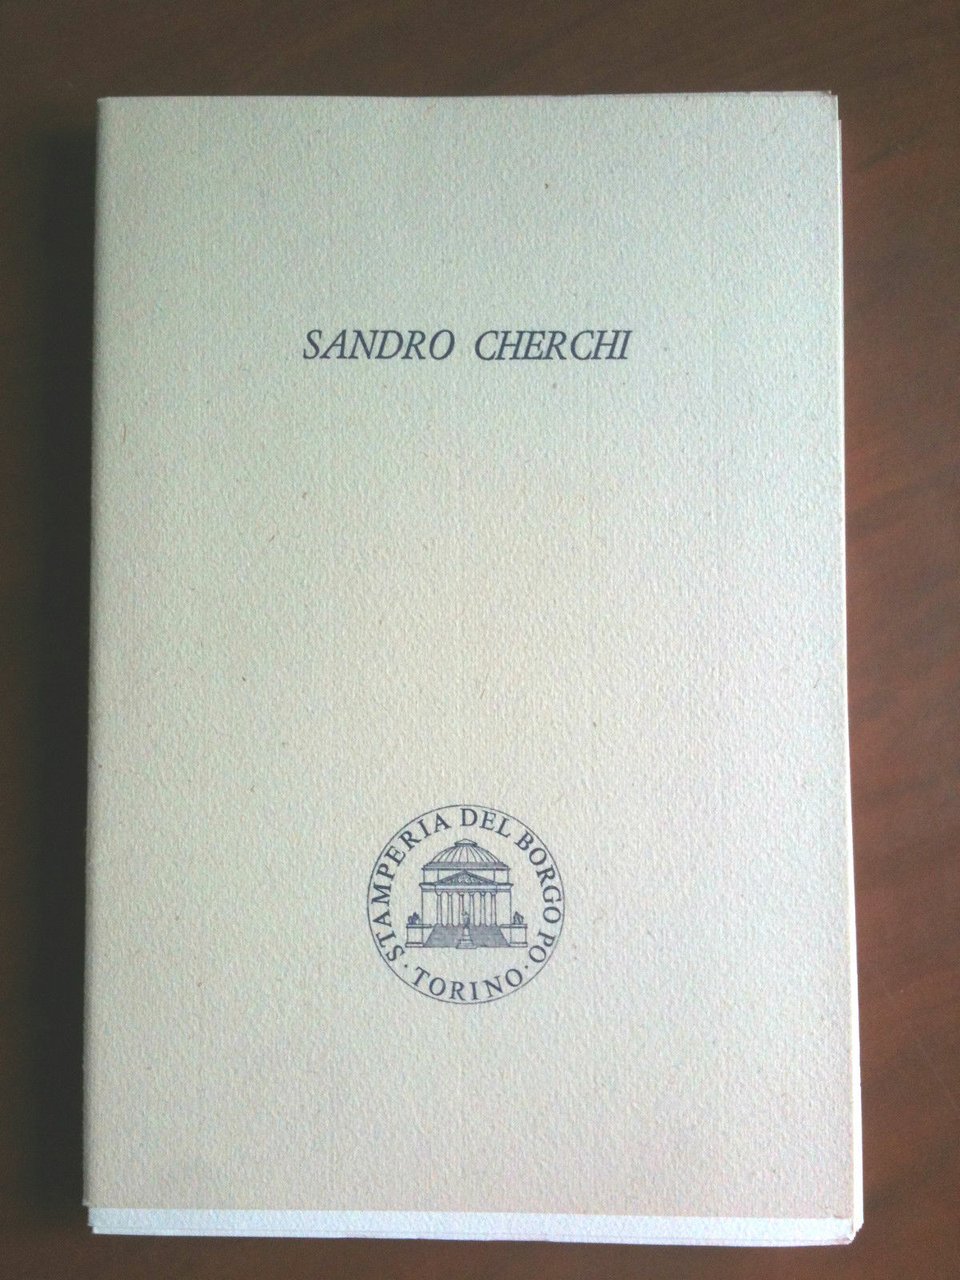 SANDRO CHERCHI
STAMPERIA DEL BORGO PO
· TORINO ·